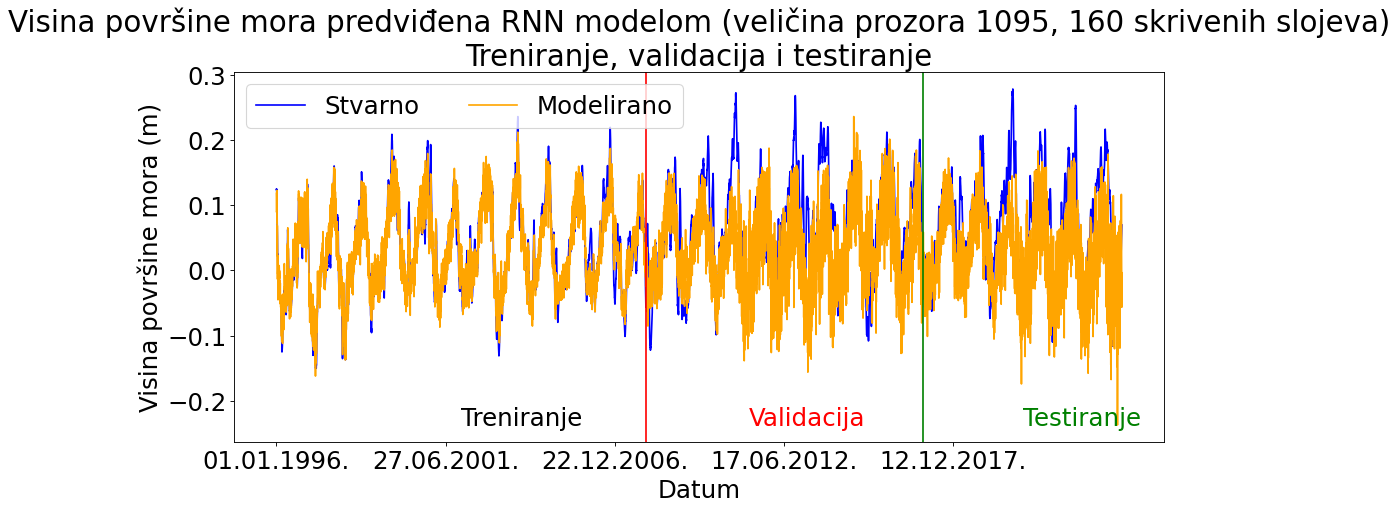 Visina površine mora predviđena RNN modelom (veličina prozora 1095, 160 skrivenih slojeva)
Treniranje, validacija i testiranje
Stvarno
Modelirano
Visina površine mora (m)
0.3
0.2
0.1
0.0
−0.1
−0.2
Treniranje
Validacija
Testiranje
01.01.1996.
27.06.2001.
22.12.2006.
17.06.2012.
12.12.2017.
Datum